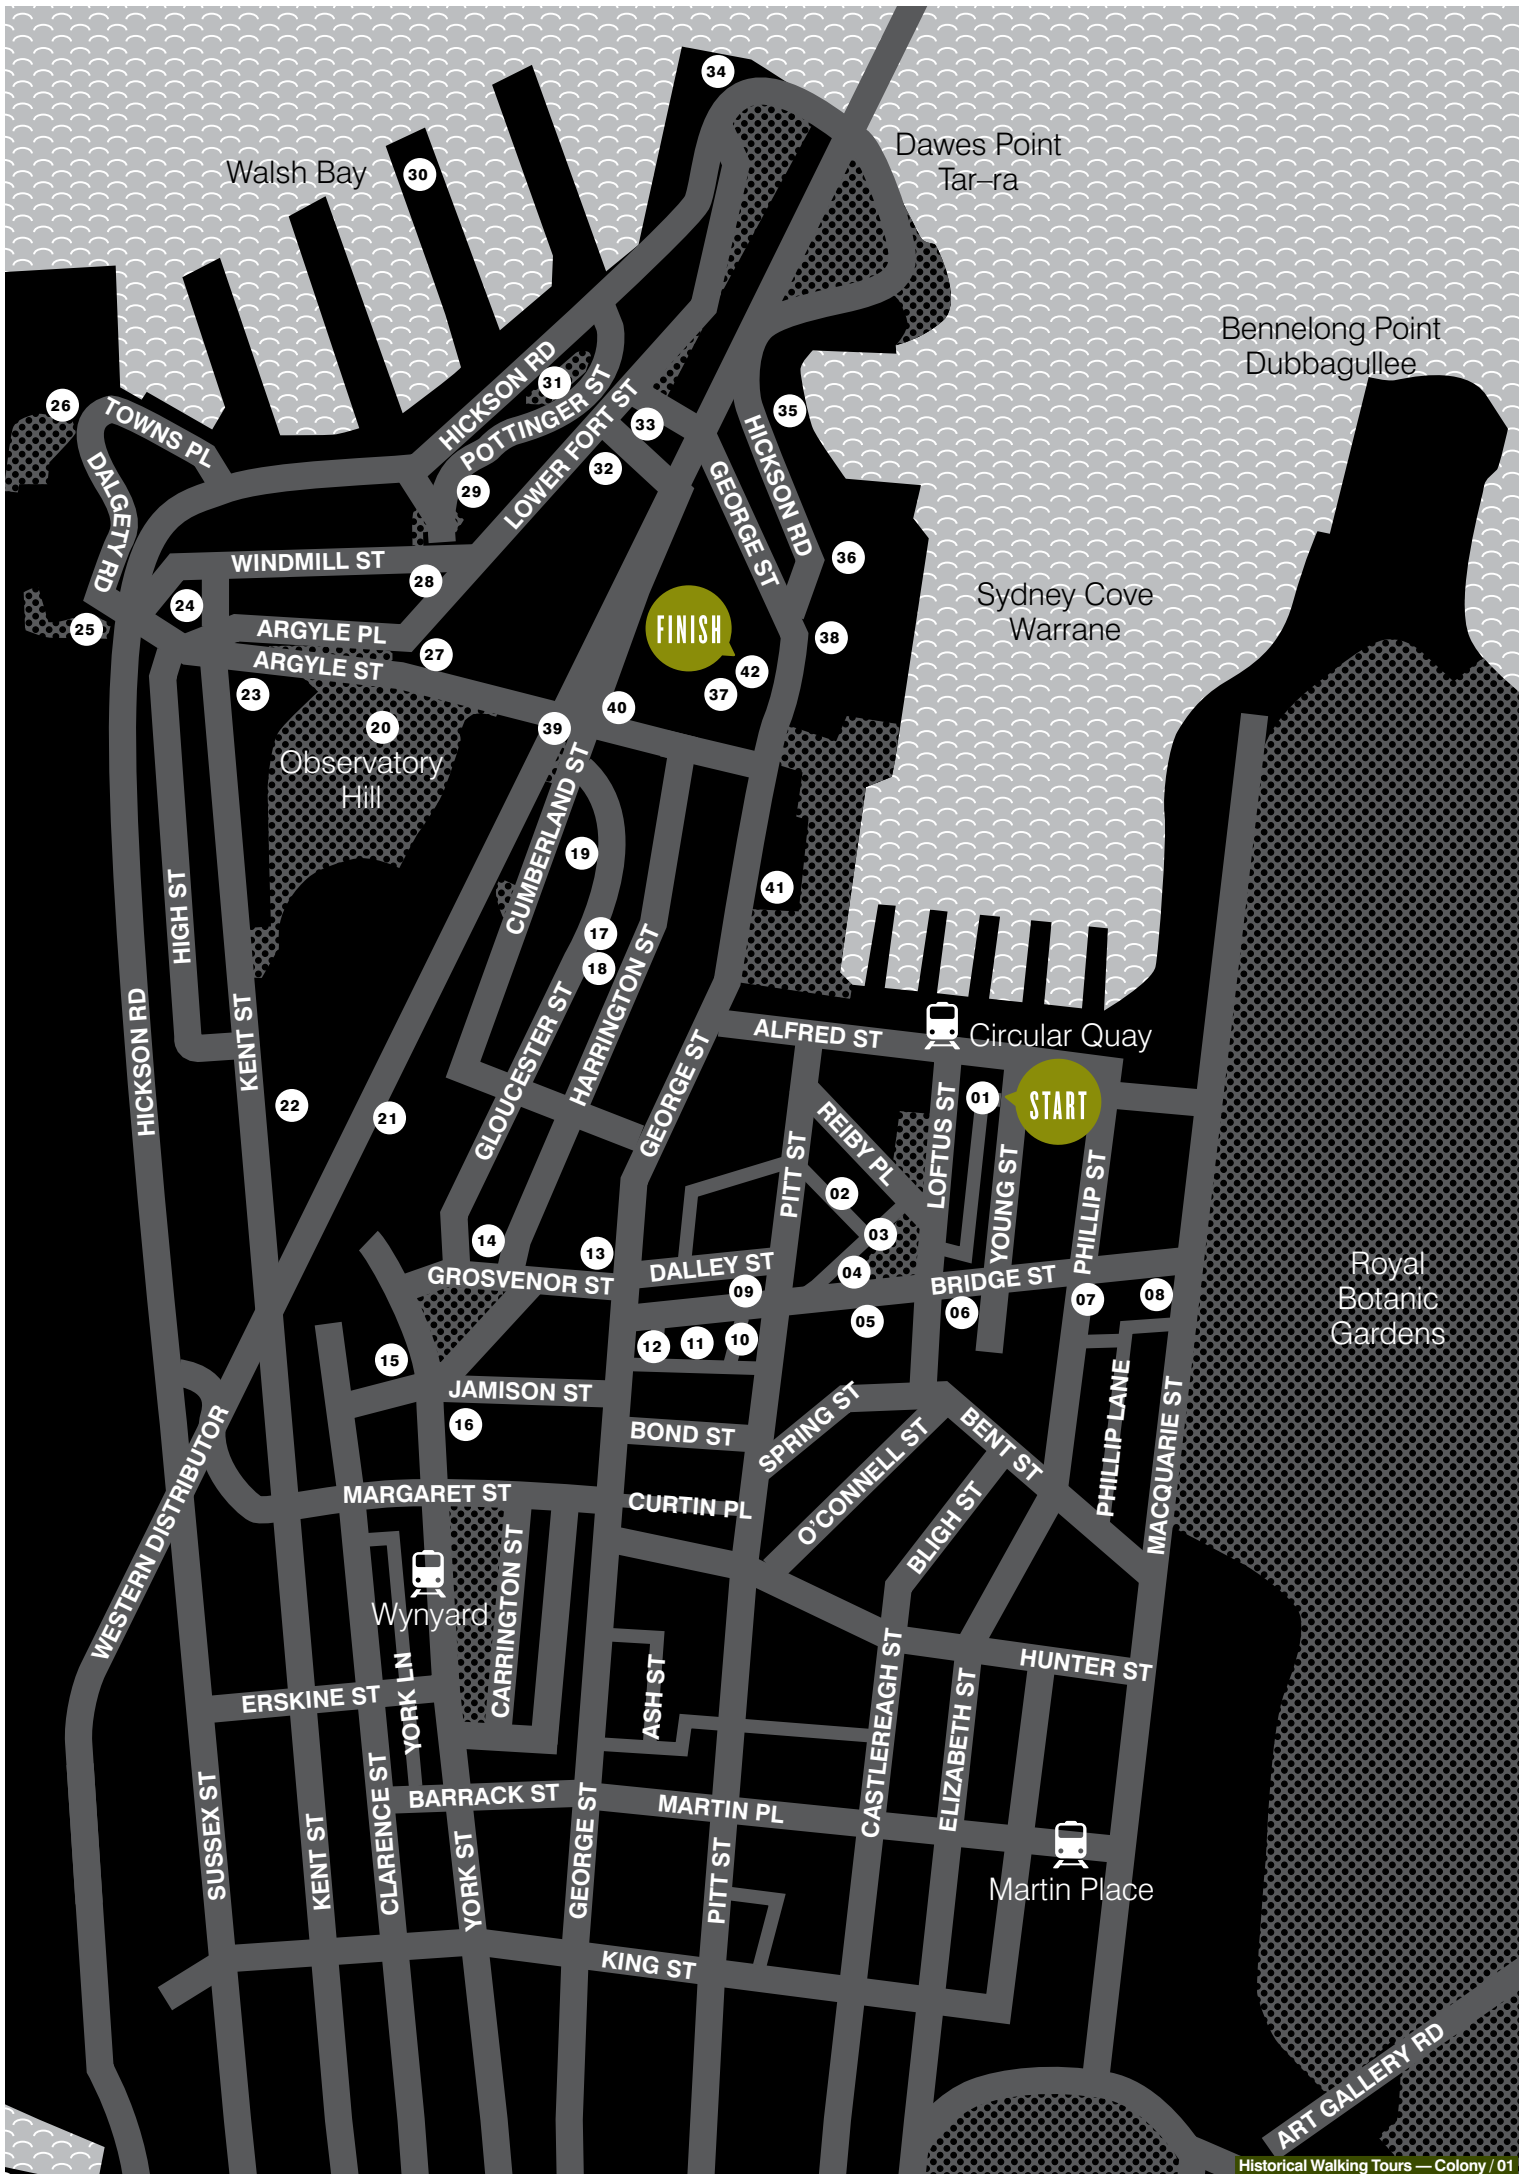 34
Walsh Bay
30
Dawes Point
Tar–ra
Bennelong Point
Dubbagullee
26
TOWNS PL
DALGETY RD
HICKSON RD
31
POTTINGER ST
LOWER FORT ST
33
32
29
35
HICKSON RD
GEORGE ST
36
WINDMILL ST
28
24
25
ARGYLE PL
ARGYLE ST
27
23
20
Observatory
Hill
FINISH
42
37
38
Sydney Cove
Warrane
40
39
CUMBERLAND ST
19
41
17
18
HIGH ST
HICKSON RD
KENT ST
GLOUCESTER ST
HARRINGTON ST
GEORGE ST
22
21
ALFRED ST
Circular Quay
01
START
REIBY PL
LOFTUS ST
YOUNG ST
PHILLIP ST
PITT ST
02
03
04
14
13
GROSVENOR ST
DALLEY ST
09
BRIDGE ST
05
06
07
08
Royal
Botanic
Gardens
12
11
10
15
JAMISON ST
16
BOND ST
SPRING ST
O'CONNELL ST
BENT ST
BLIGH ST
PHILLIP LANE
MACQUARIE ST
WESTERN DISTRIBUTOR
MARGARET ST
CURTIN PL
CARRINGTON ST
Wynyard
YORK LN
ERSKINE ST
ASH ST
HUNTER ST
CASTLEREAGH ST
ELIZABETH ST
SUSSEX ST
KENT ST
CLARENCE ST
YORK ST
BARRACK ST
GEORGE ST
MARTIN PL
PITT ST
Martin Place
KING ST
ART GALLERY RD
Historical Walking Tours — Colony / 01